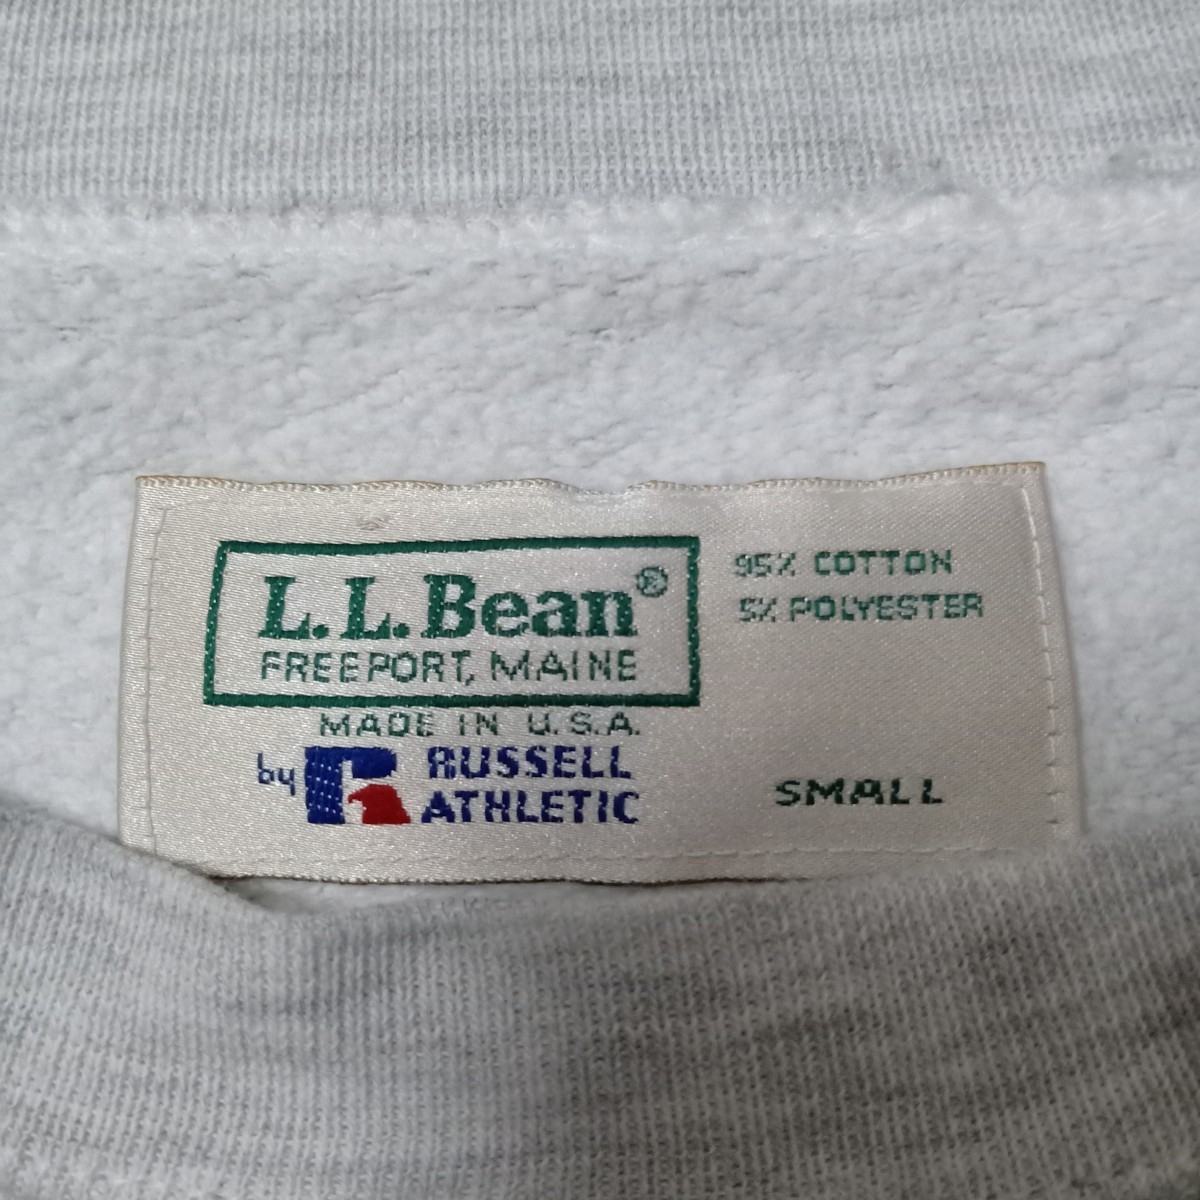 L.L.Bean®
FREEPORT, MAINE
MADE IN U.S.A.
by R RUSSELL
ATHLETIC
95% COTTON
5% POLYESTER
SMALL